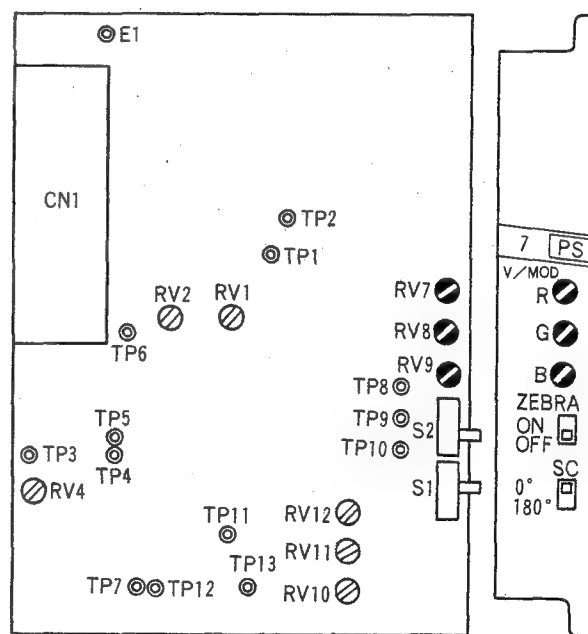 E1
CN1
TP2
TP1
7 PS
V/MOD
RV2 RV1
RV7 R
RV8 G
TP6
RV9 B
TP8
ZEBRA
TP5
TP9 S2
ON
OFF
TP3 TP4
TP10
SC
RV4
S1
0°
180°
TP11 RV12
TP13 RV11
TP7 TP12 RV10